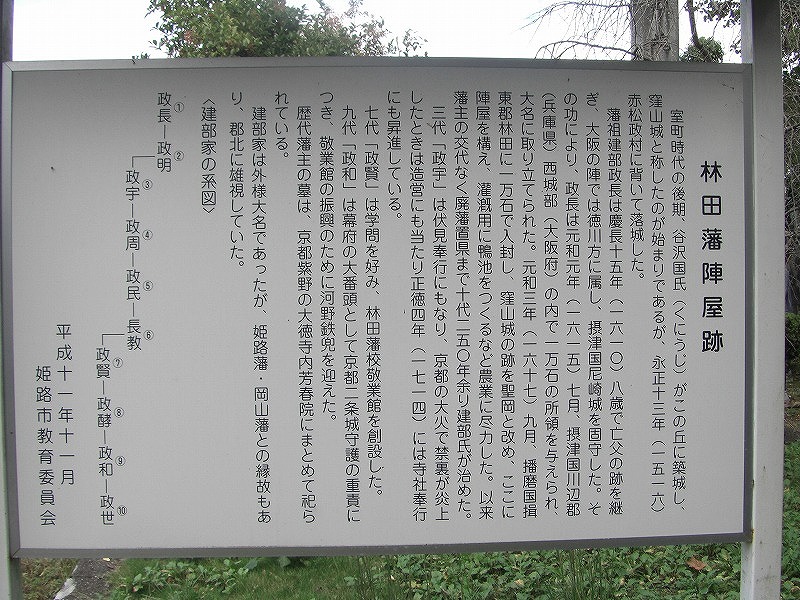 林田藩陣屋跡
室町時代の後期、谷沢国氏（くにうじ）がこの丘に築城し、
窪山城と称したのが始まりであるが、永正十三年（一五一六）
赤松政村に背いて落城した。
藩祖建部政長は慶長十五年（一六一〇）八歳で亡父の跡を継
ぎ、大阪の陣では徳川方に属し、摂津国尼崎城を固守した。そ
の功により、政長は元和元年（一六一五）七月、摂津国川辺郡
（兵庫県）西城部（大阪府）の内で一万石の所領を与えられ、
大名に取り立てられた。元和三年（一六十七）九月、播磨国揖
東郡林田に一万石で入封し、窪山城の跡を聖岡と改め、ここに
陣屋を構え、灌漑用に鴨池をつくるなど農業に尽力した。以来
藩主の交代なく廃藩置県まで十代二五〇年余り建部氏が治めた。
三代「政宇」は伏見奉行にもなり、京都の大火で禁裏が炎上
したときは造営にも当たり正徳四年（一七一四）には寺社奉行
にも昇進している。
七代「政賢」は学問を好み、林田藩校敬業館を創設した。
九代「政和」は幕府の大番頭として京都二条城守護の重責に
つき、敬業館の振興のために河野鉄兜を迎えた。
歴代藩主の墓は、京都紫野の大徳寺内芳春院にまとめて祀ら
れている。
建部家は外様大名であったが、姫路藩・岡山藩との縁故もあ
り、郡北に雄視していた。
〈建部家の系図〉
①政長―②政明
③政宇―④政周―⑤政民―⑥長教
⑦政賢―⑧政醇―⑨政和―⑩政世
平成十一年十一月
姫路市教育委員会